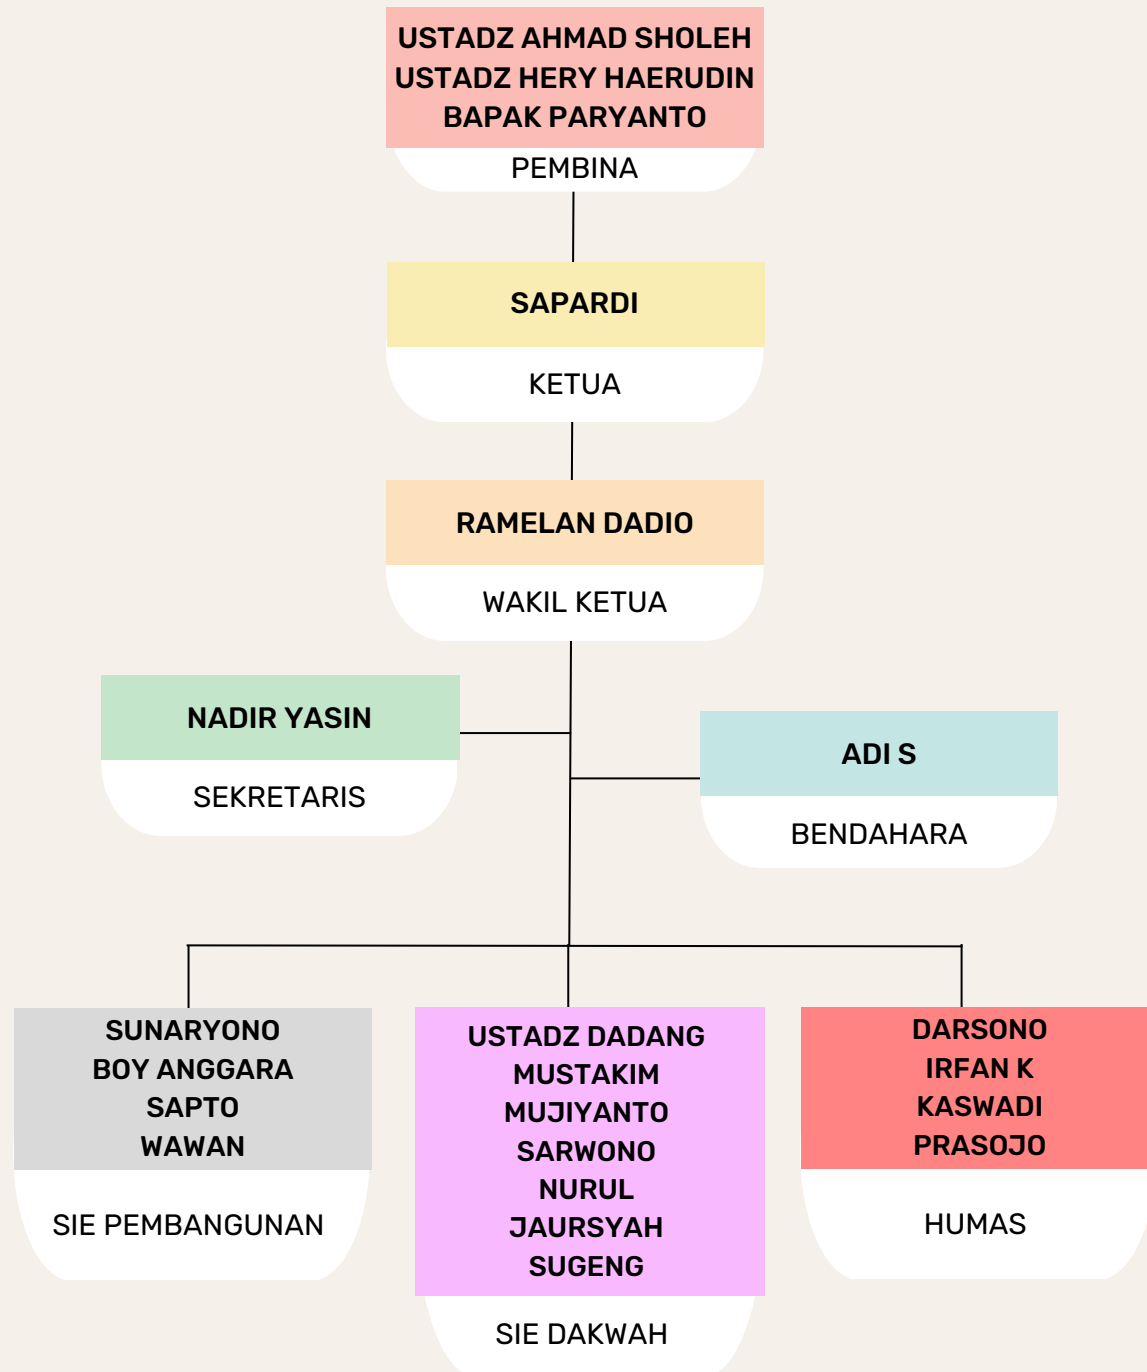 USTADZ AHMAD SHOLEH
USTADZ HERY HAERUDIN
BAPAK PARYANTO
PEMBINA
SAPARDI
KETUA
RAMELAN DADIO
WAKIL KETUA
NADIR YASIN
SEKRETARIS
ADI S
BENDAHARA
SUNARYONO
BOY ANGGARA
SAPTO
WAWAN
SIE PEMBANGUNAN
USTADZ DADANG
MUSTAKIM
MUJIYANTO
SARWONO
NURUL
JAURSYAH
SUGENG
SIE DAKWAH
DARSONO
IRFAN K
KASWADI
PRASOJO
HUMAS